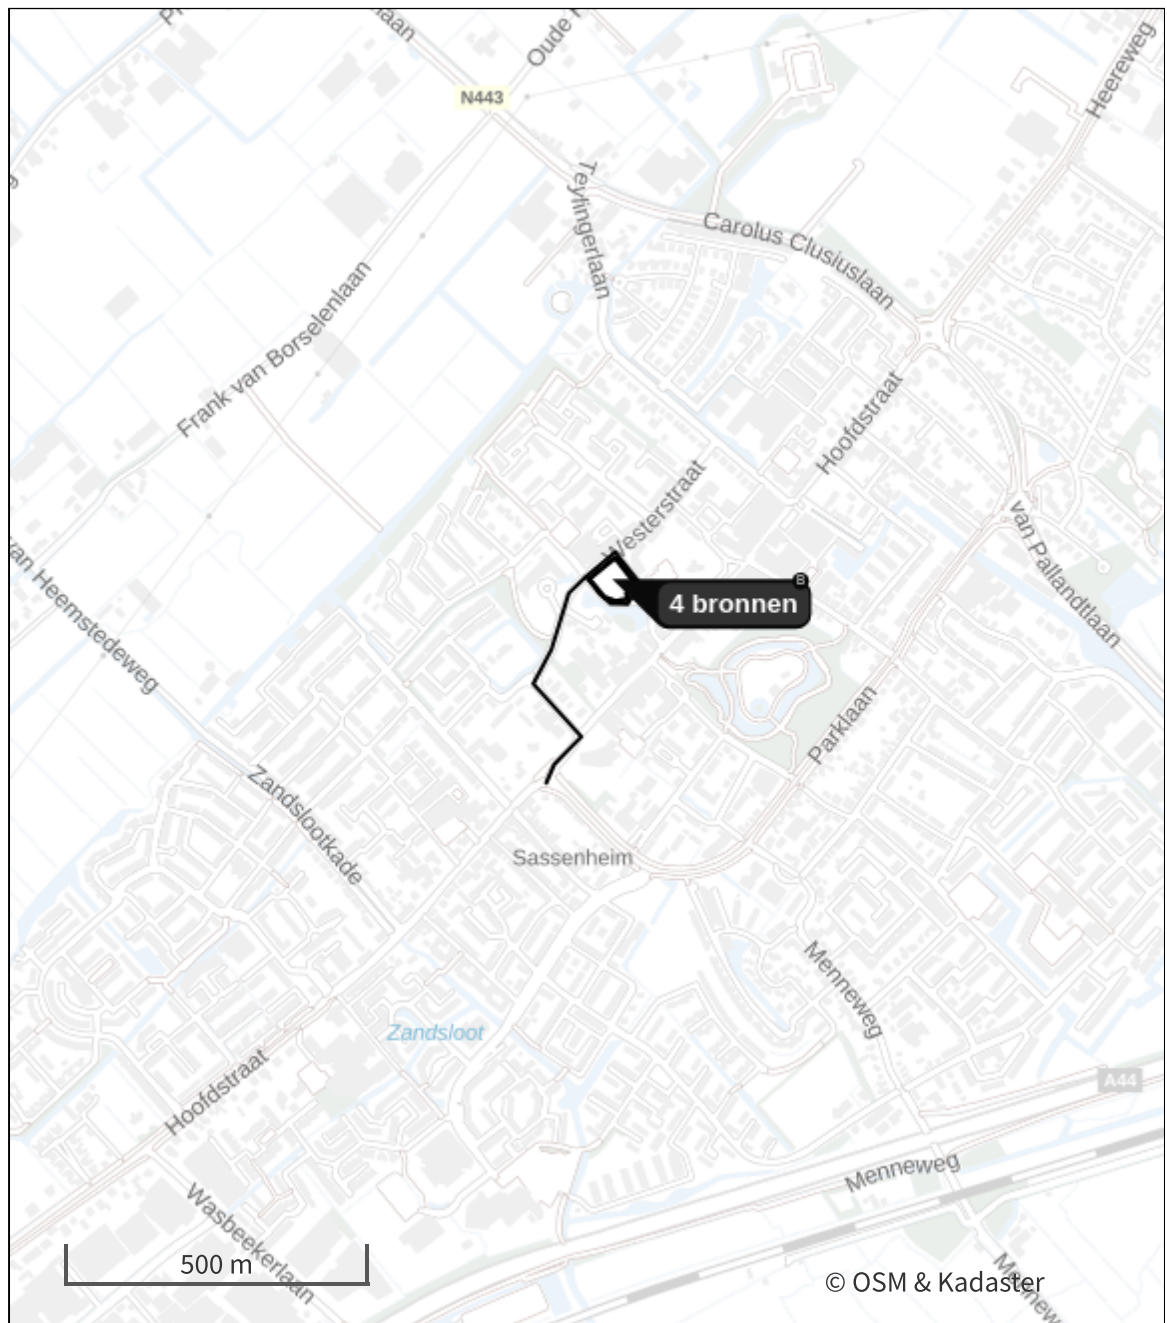 N443
Oude
Heereweg
Teylingerlaan
Carolus Clusiuslaan
Frank van Borselenlaan
Hoofdstraat
Westerstraat
van Pallandtlaan
B
4 bronnen
van Heemstedeweg
Parklaan
Zandslootkade
Sassenheim
Menneweg
Zandsloot
Hoofdstraat
A44
Menneweg
Wasbeekerlaan
500 m
© OSM & Kadaster